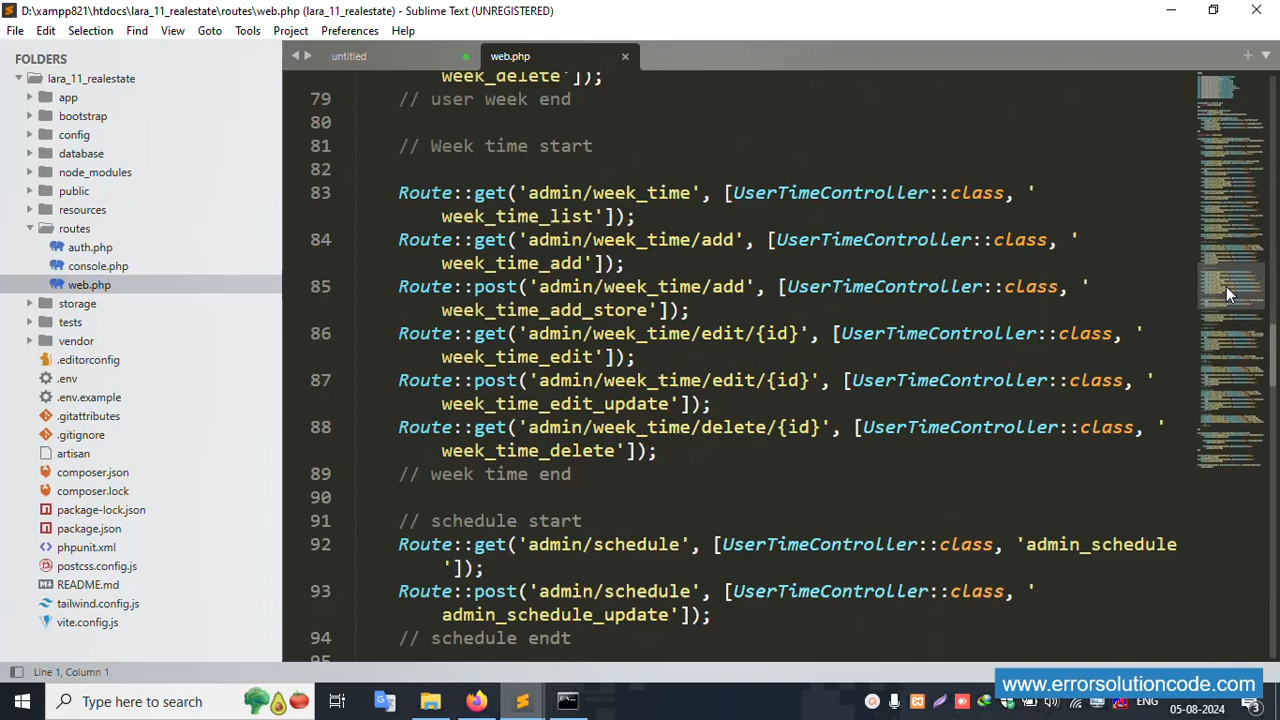 D:\xampp821\htdocs\lara_11_realestate\routes\web.php (lara_11_realestate) - Sublime Text (UNREGISTERED)
File Edit Selection Find View Goto Tools Project Preferences Help
FOLDERS
lara_11_realestate
app
bootstrap
config
database
node_modules
public
resources
routes
auth.php
console.php
web.php
storage
tests
vendor
.editorconfig
.env
.env.example
.gitattributes
.gitignore
artisan
composer.json
composer.lock
package-lock.json
package.json
phpunit.xml
postcss.config.js
README.md
tailwind.config.js
vite.config.js
untitled
web.php
week_delete']);
79 // user week end
80
81 // Week time start
82
83 Route::get('admin/week_time', [UserTimeController::class, '
week_time_list']);
84 Route::get('admin/week_time/add', [UserTimeController::class, '
week_time_add']);
85 Route::post('admin/week_time/add', [UserTimeController::class, '
week_time_add_store']);
86 Route::get('admin/week_time/edit/{id}', [UserTimeController::class, '
week_time_edit']);
87 Route::post('admin/week_time/edit/{id}', [UserTimeController::class, '
week_time_edit_update']);
88 Route::get('admin/week_time/delete/{id}', [UserTimeController::class, '
week_time_delete']);
89 // week time end
90
91 // schedule start
92 Route::get('admin/schedule', [UserTimeController::class, 'admin_schedule
']);
93 Route::post('admin/schedule', [UserTimeController::class, '
admin_schedule_update']);
94 // schedule endt
95
Line 1, Column 1
www.errorsolutioncode.com
Type here to search
ENG
05-08-2024
3